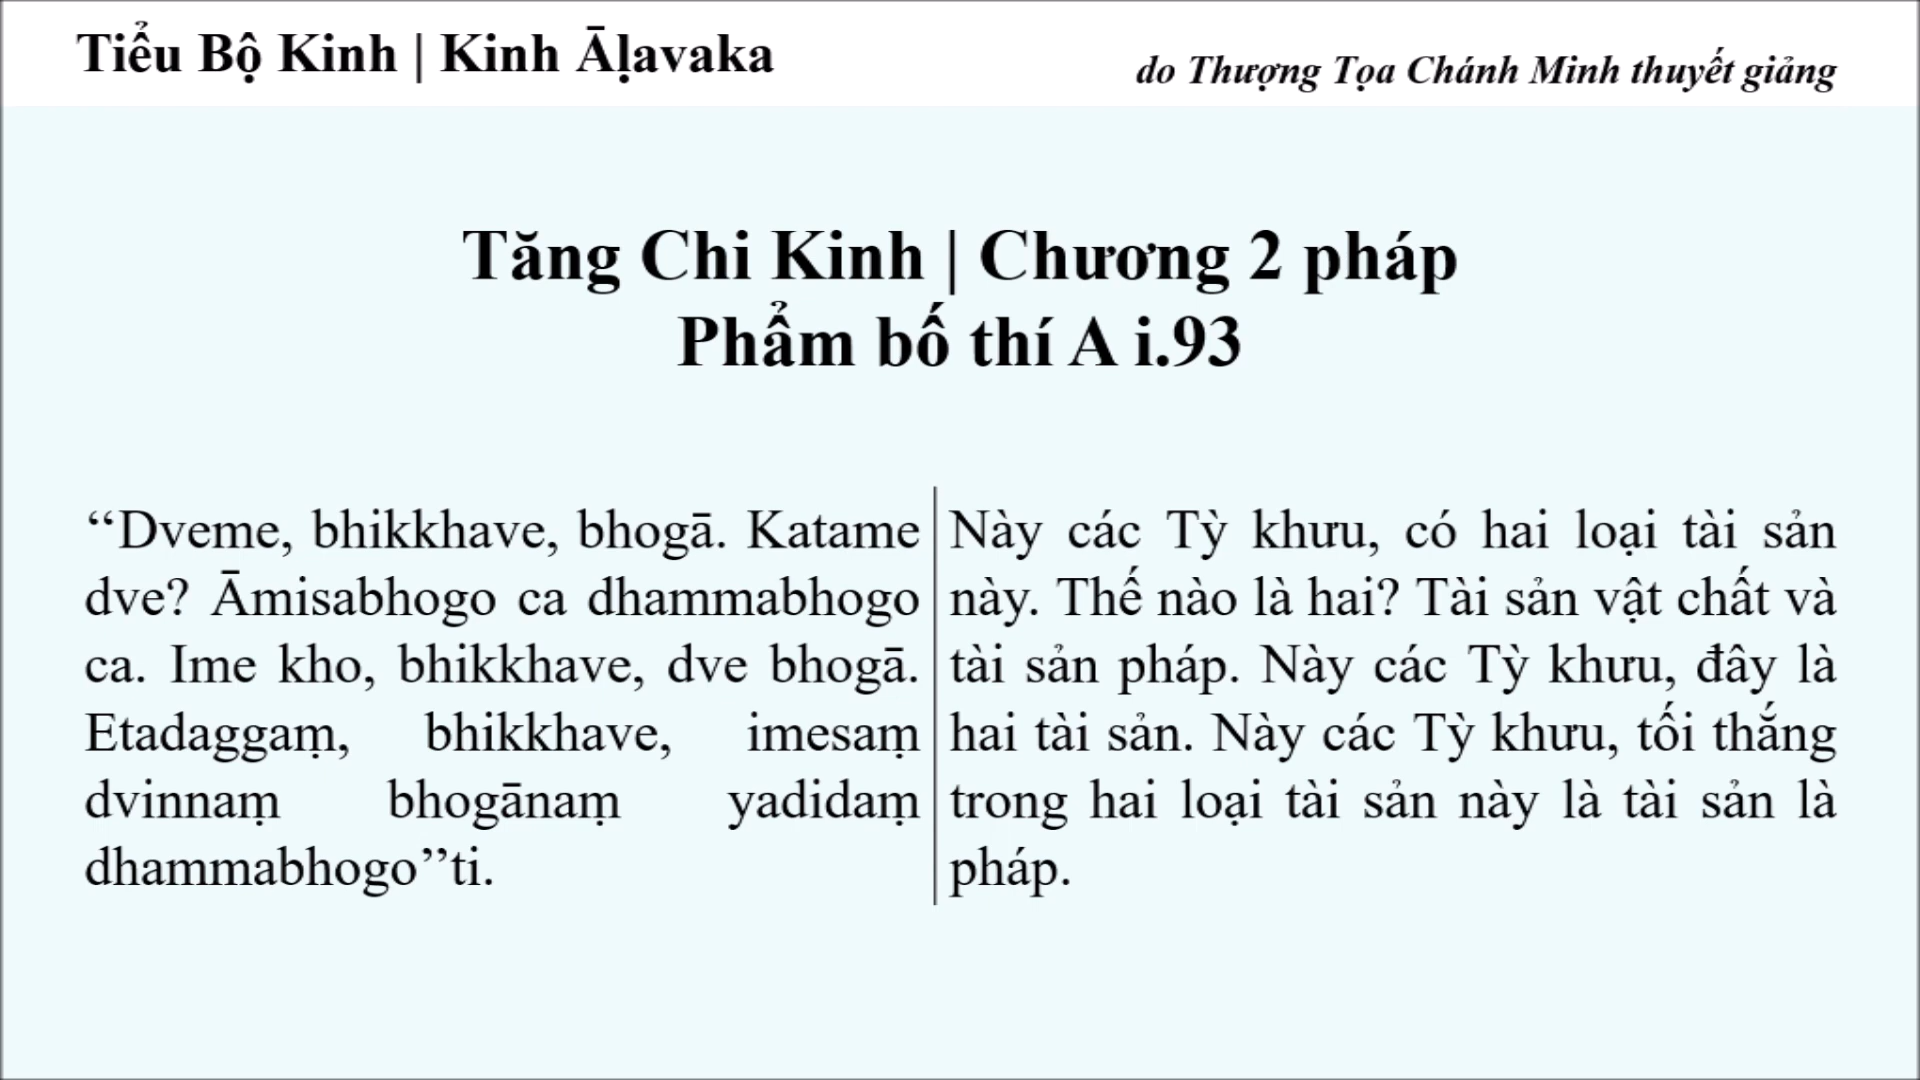 Tiểu Bộ Kinh | Kinh Āḷavaka
do Thượng Tọa Chánh Minh thuyết giảng
Tăng Chi Kinh | Chương 2 pháp
Phẩm bố thí A i.93
‘‘Dveme, bhikkhave, bhogā. Katame
dve? Āmisabhogo ca dhammabhogo
ca. Ime kho, bhikkhave, dve bhogā.
Etadaggaṃ, bhikkhave, imesaṃ
dvinnaṃ bhogānaṃ yadidaṃ
dhammabhogo’’ti.
Này các Tỳ khưu, có hai loại tài sản
này. Thế nào là hai? Tài sản vật chất và
tài sản pháp. Này các Tỳ khưu, đây là
hai tài sản. Này các Tỳ khưu, tối thắng
trong hai loại tài sản này là tài sản là
pháp.